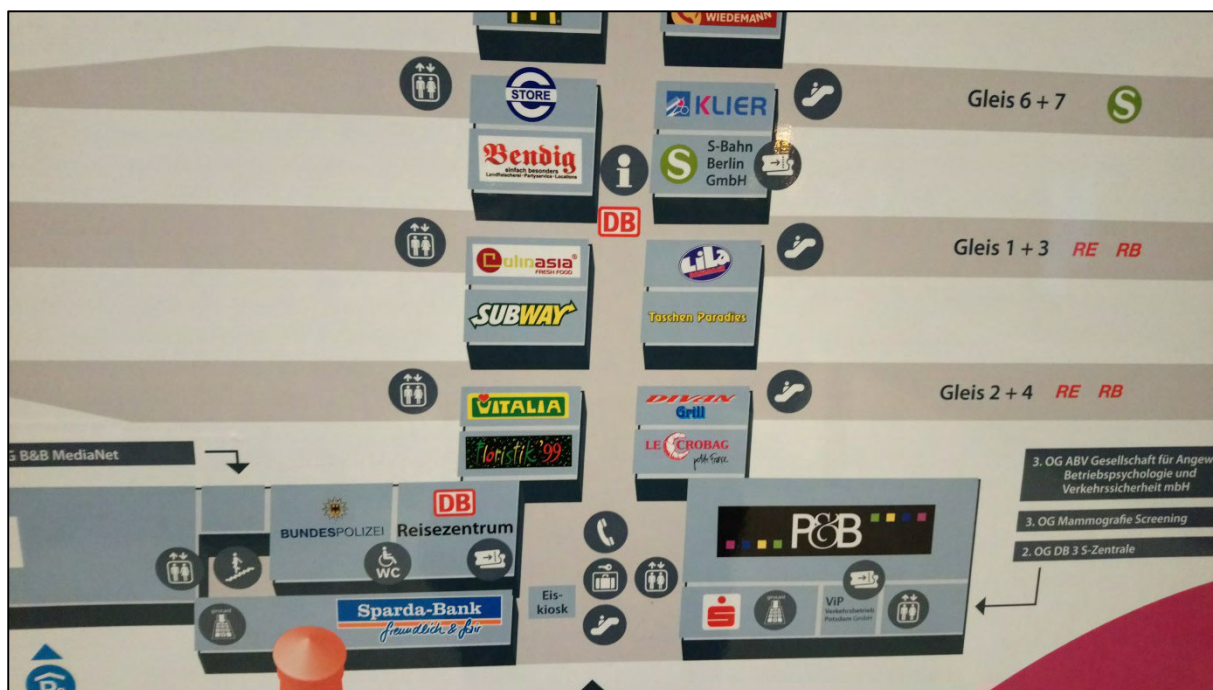 WIEDEMANN
STORE
KLIER
Gleis 6 + 7
S
Bendig
einfach besonders
Landfleischerei · Partyservice · Locations
i
S
S-Bahn
Berlin
GmbH
DB
Culinasia®
FRESH FOOD
LiLa
Gleis 1 + 3 RE RB
SUBWAY
Taschen Paradies
VITALIA
DIVAN
Grill
Gleis 2 + 4 RE RB
floristik '99
LE CROBAG
G B&B MediaNet
3. OG ABV Gesellschaft für Angew
Betriebspsychologie und
Verkehrssicherheit mbH
BUNDESPOLIZEI
DB
Reisezentrum
WC
P&B
3. OG Mammografie Screening
2. OG DB 3 S-Zentrale
Eis-
kiosk
Sparda-Bank
freundlich & fair
S
ViP
Verkehrsbetrieb
Potsdam GmbH